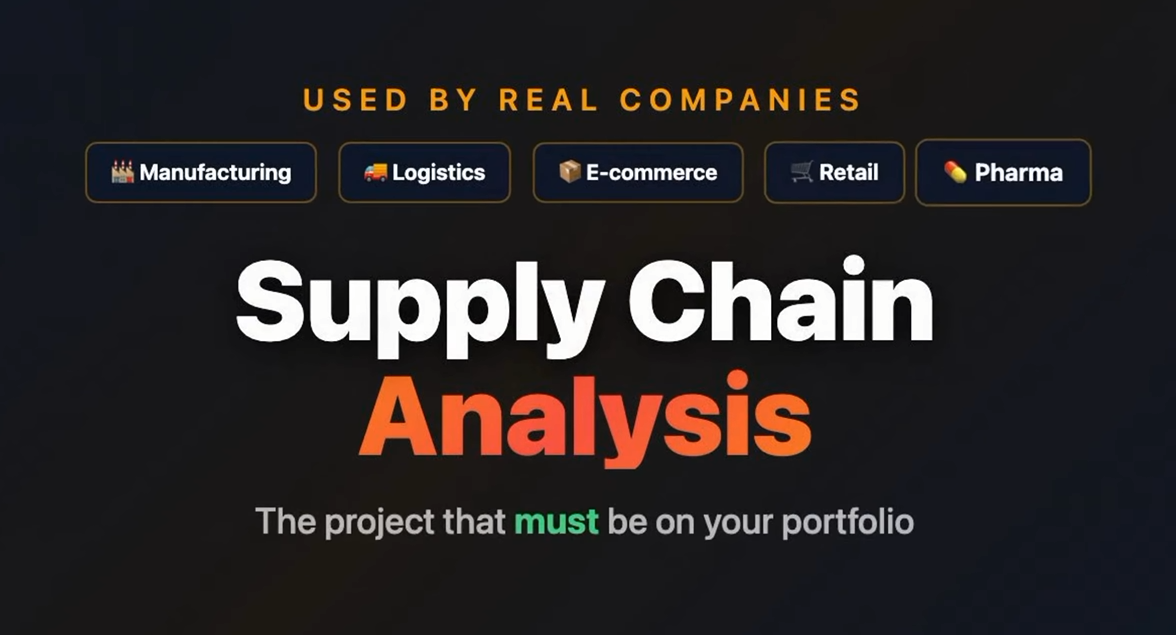 USED BY REAL COMPANIES
Manufacturing Logistics E-commerce Retail Pharma
Supply Chain
Analysis
The project that must be on your portfolio